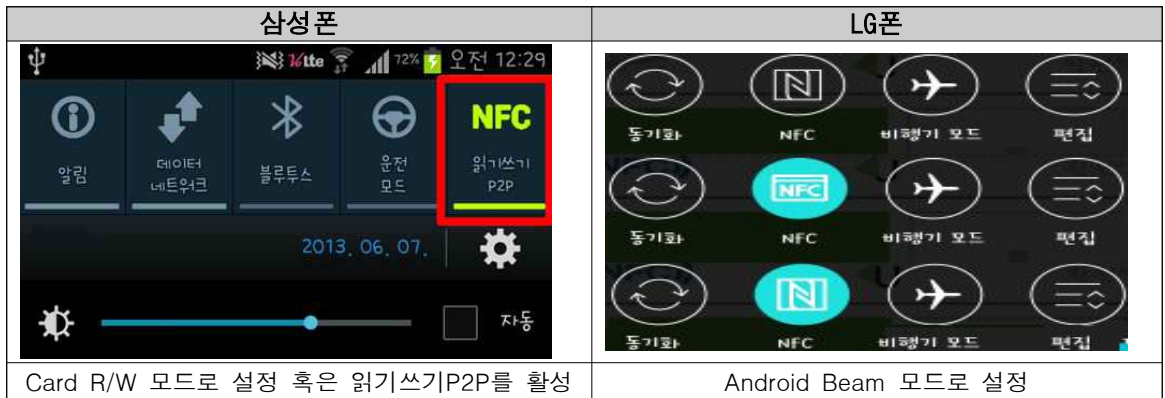 삼성폰
LG폰
VoLTE 72% 오전 12:29
알림
데이터
네트워크
블루투스
운전
모드
NFC
읽기쓰기
P2P
2013. 06. 07.
자동
동기화 NFC 비행기 모드 편집
NFC
동기화 NFC 비행기 모드 편집
동기화 NFC 비행기 모드 편집
Card R/W 모드로 설정 혹은 읽기쓰기P2P를 활성
Android Beam 모드로 설정